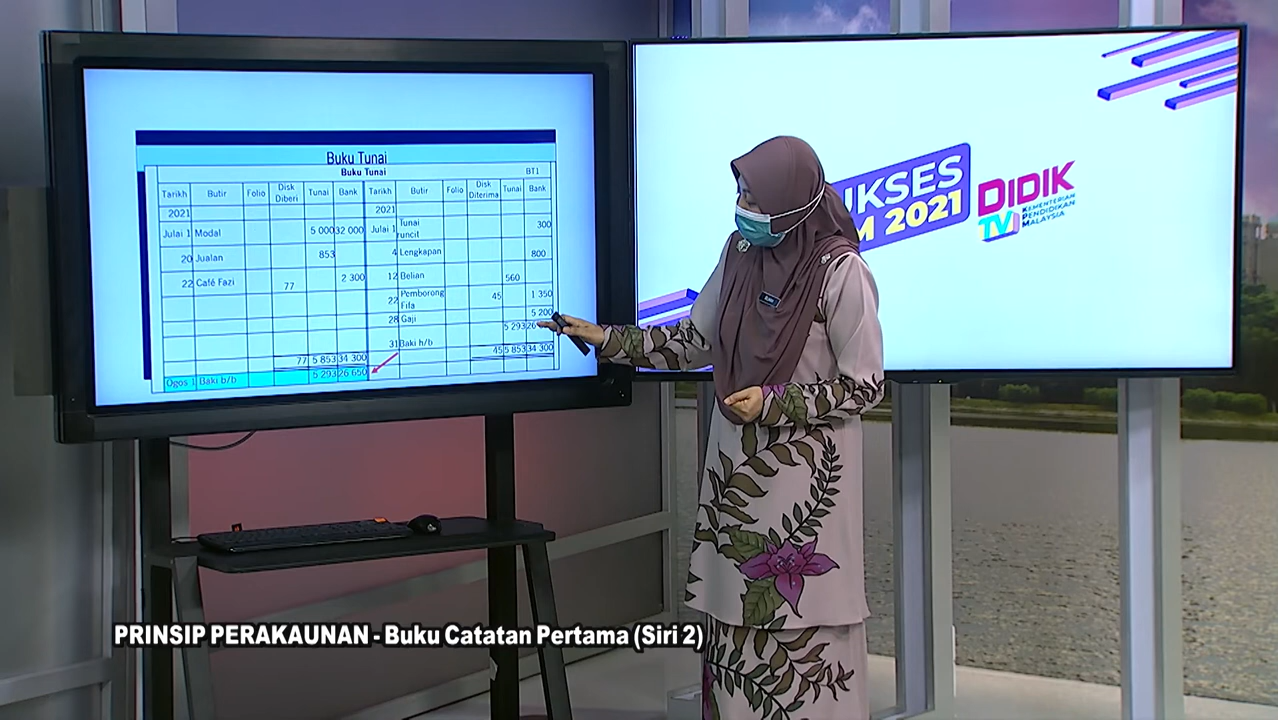 Buku Tunai
Buku Tunai BT1
Tarikh Butir Folio Disk Diberi Tunai Bank Tarikh Butir Folio Disk Diterima Tunai Bank
2021 2021
Julai 1 Modal 5 000 32 000 Julai 1 Tunai runcit 300
20 Jualan 853 4 Lengkapan 800
22 Café Fazi 77 2 300 12 Belian 560
22 Pemborong Fifa 45 1 350
28 Gaji 5 200
31 Baki h/b 5 293 26
77 5 853 34 300 45 5 853 34 300
Ogos 1 Baki b/b 5 293 26 650
UKSES
M 2021
DIDIK
TV
KEMENTERIAN
PENDIDIKAN
MALAYSIA
PRINSIP PERAKAUNAN - Buku Catatan Pertama (Siri 2)